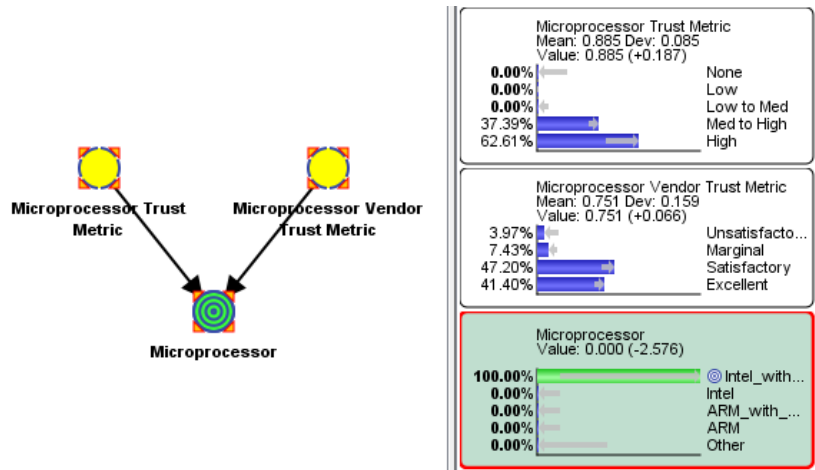 Microprocessor Trust
Metric
Microprocessor Vendor
Trust Metric
Microprocessor
Microprocessor Trust Metric
Mean: 0.885 Dev: 0.085
Value: 0.885 (+0.187)
0.00% None
0.00% Low
0.00% Low to Med
37.39% Med to High
62.61% High
Microprocessor Vendor Trust Metric
Mean: 0.751 Dev: 0.159
Value: 0.751 (+0.066)
3.97% Unsatisfacto...
7.43% Marginal
47.20% Satisfactory
41.40% Excellent
Microprocessor
Value: 0.000 (-2.576)
100.00% Intel_with...
0.00% Intel
0.00% ARM_with_...
0.00% ARM
0.00% Other